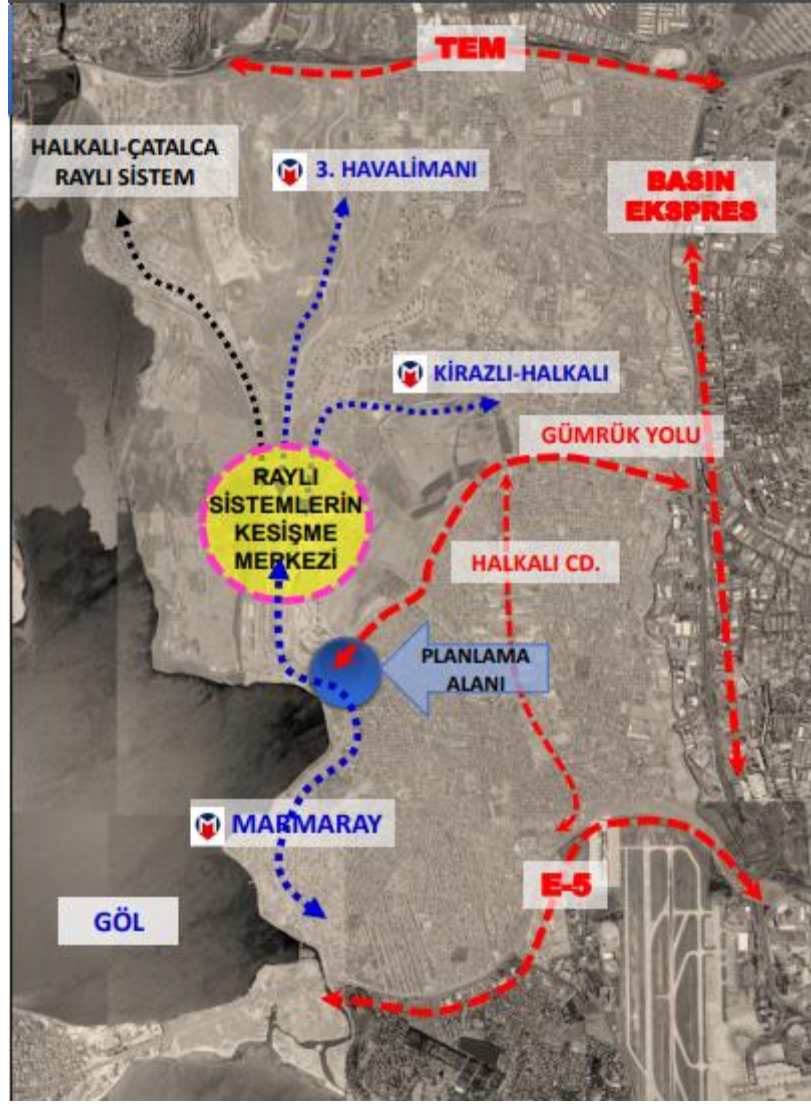 TEM
HALKALI-ÇATALCA
RAYLI SİSTEM
3. HAVALİMANI
BASIN
EKSPRES
KİRAZLI-HALKALI
GÜMRÜK YOLU
RAYLI
SİSTEMLERİN
KESİŞME
MERKEZİ
HALKALI CD.
PLANLAMA
ALANI
MARMARAY
E-5
GÖL